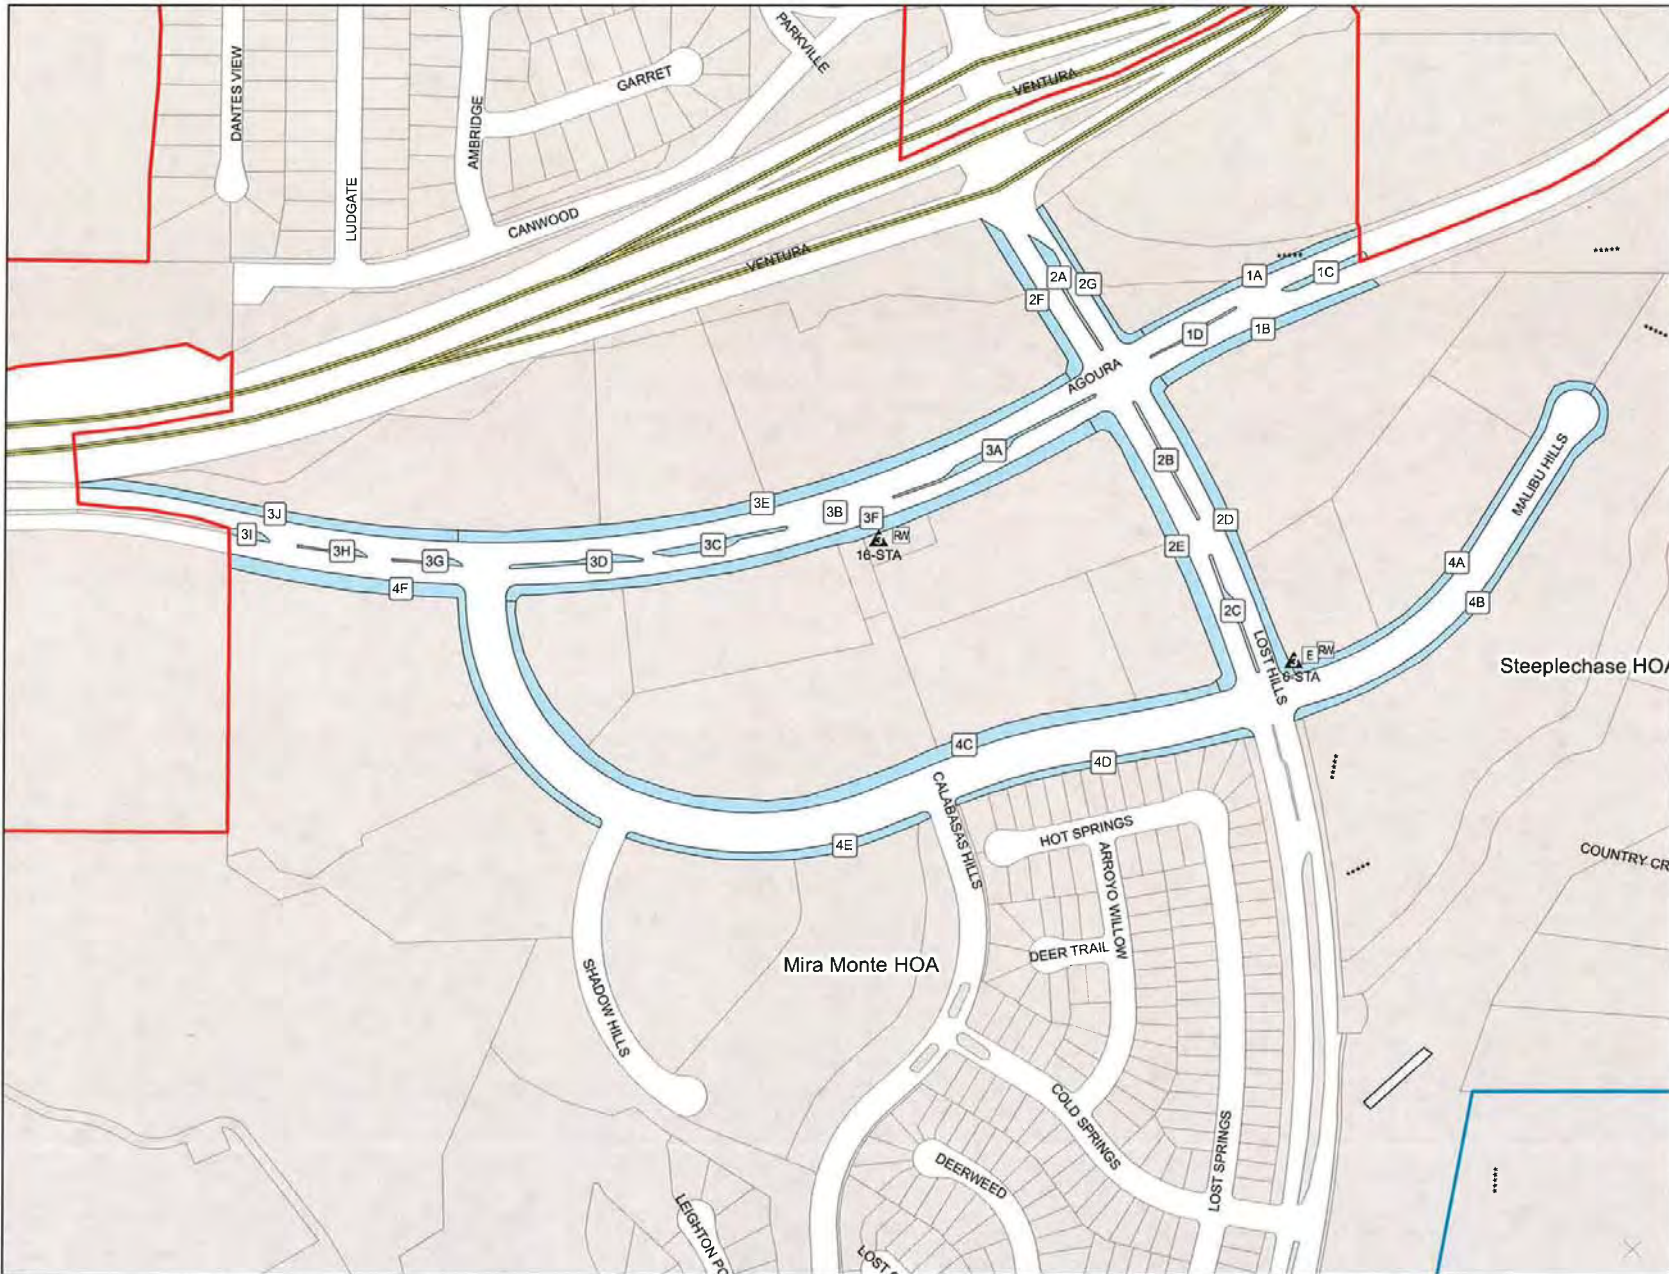 PARKVILLE
DANTES VIEW
GARRET
VENTURA
AMBRIDGE
LUDGATE
CANWOOD
VENTURA
2A
2G
1A
*****
1C
*****
2F
1D
1B
*****
AGOURA
3A
2B
MALIBU HILLS
3J
3E
3B
3F
2D
3I
3H
3G
3D
3C
RW
16-STA
2E
4A
4F
4B
2C
LOST HILLS
3
E
RW
6-STA
Steeplechase HOA
4C
4D
*****
CALABASAS HILLS
HOT SPRINGS
4E
ARROYO WILLOW
COUNTRY CR
*****
DEER TRAIL
Mira Monte HOA
SHADOW HILLS
COLD SPRINGS
LOST SPRINGS
DEERWEED
*****
LEIGHTON PO
LOST